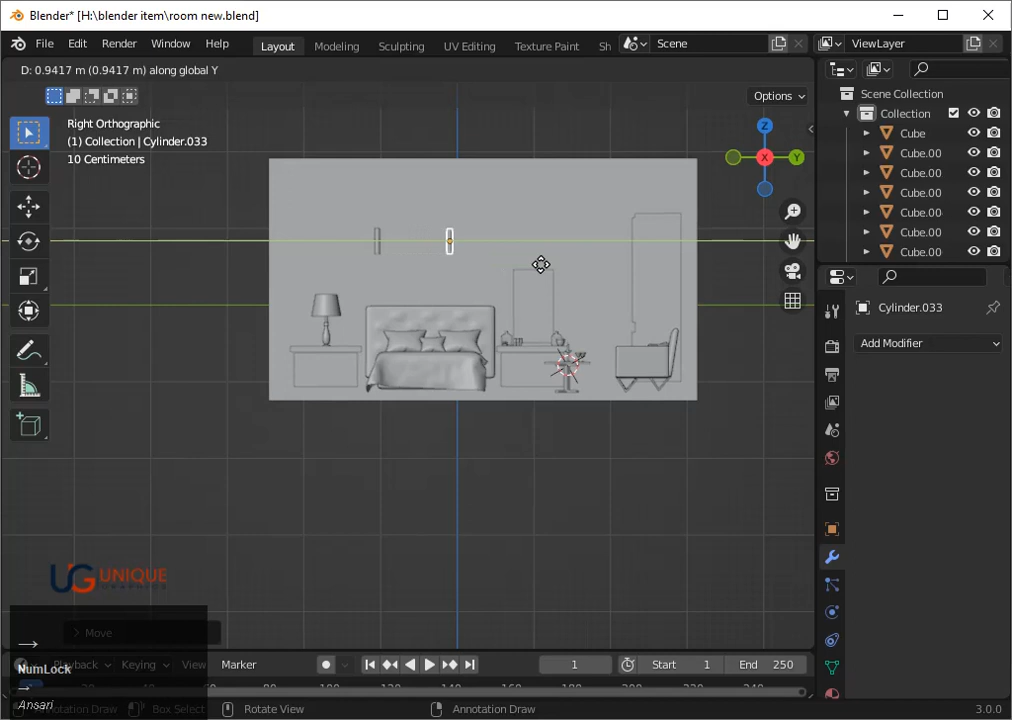 Blender* [H:\blender item\room new.blend]
File Edit Render Window Help Layout Modeling Sculpting UV Editing Texture Paint Sh Scene ViewLayer
D: 0.9417 m (0.9417 m) along global Y
Options
Right Orthographic
(1) Collection | Cylinder.033
10 Centimeters
Z
X
Y
Scene Collection
Collection
Cube
Cube.00
Cube.00
Cube.00
Cube.00
Cube.00
Cube.00
Cylinder.033
Add Modifier
UG UNIQUE
Move
NumLock
Ansari
Playback Keying View Marker 1 Start 1 End 250
Annotation Draw Box Select Rotate View Annotation Draw 3.0.0